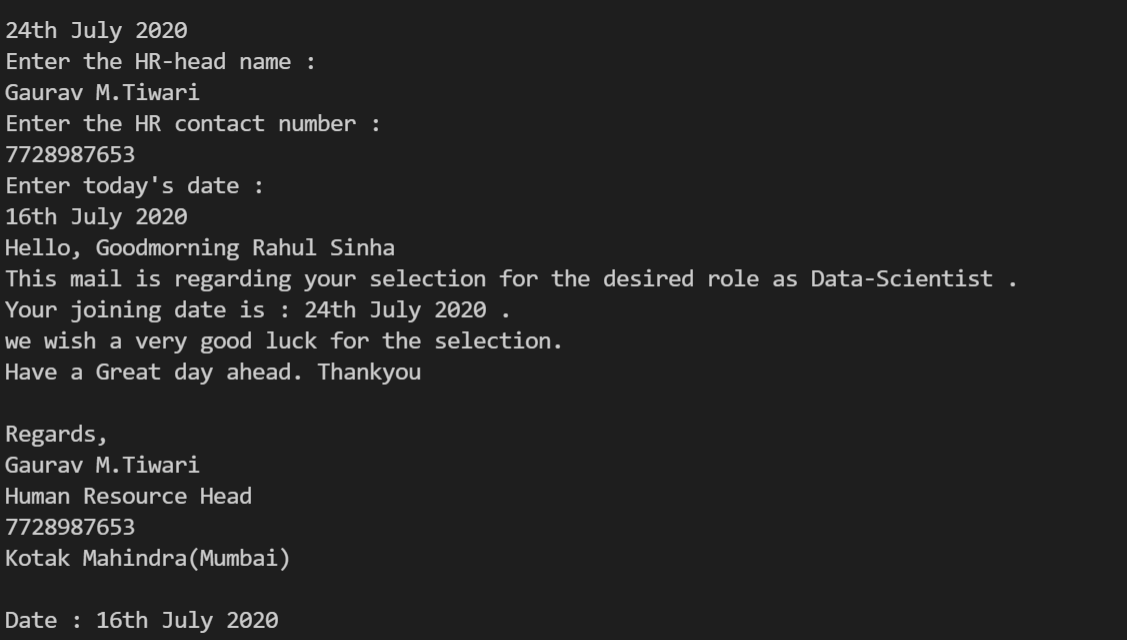 24th July 2020
Enter the HR-head name :
Gaurav M.Tiwari
Enter the HR contact number :
7728987653
Enter today's date :
16th July 2020
Hello, Goodmorning Rahul Sinha
This mail is regarding your selection for the desired role as Data-Scientist .
Your joining date is : 24th July 2020 .
we wish a very good luck for the selection.
Have a Great day ahead. Thankyou
Regards,
Gaurav M.Tiwari
Human Resource Head
7728987653
Kotak Mahindra(Mumbai)
Date : 16th July 2020